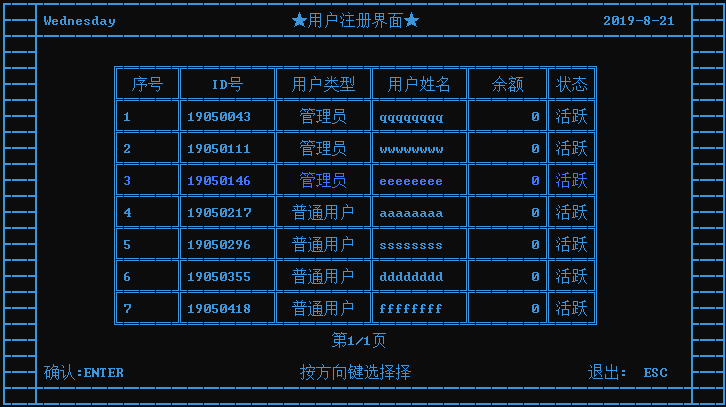 Wednesday ★用户注册界面★ 2019-8-21
序号 ID号 用户类型 用户姓名 余额 状态
1 19050043 管理员 qqqqqqqq 0 活跃
2 19050111 管理员 wwwwwwww 0 活跃
3 19050146 管理员 eeeeeeee 0 活跃
4 19050217 普通用户 aaaaaaaa 0 活跃
5 19050296 普通用户 ssssssss 0 活跃
6 19050355 普通用户 dddddddd 0 活跃
7 19050418 普通用户 ffffffff 0 活跃
第1/1页
确认:ENTER 按方向键选择择 退出: ESC